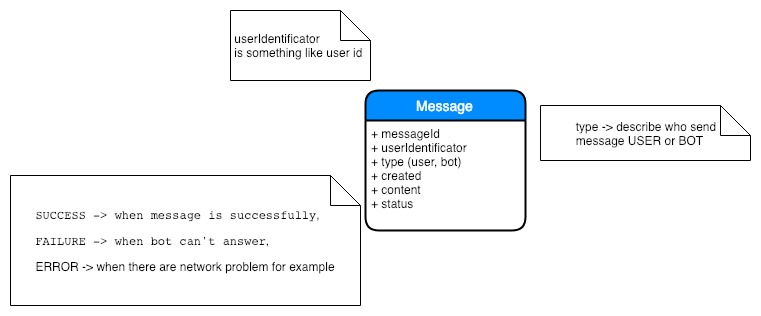 userIdentificator
is something like user id
Message
+ messageId
+ userIdentificator
+ type (user, bot)
+ created
+ content
+ status
type -> describe who send
message USER or BOT
SUCCESS -> when message is successfully,
FAILURE -> when bot can't answer,
ERROR -> when there are network problem for example